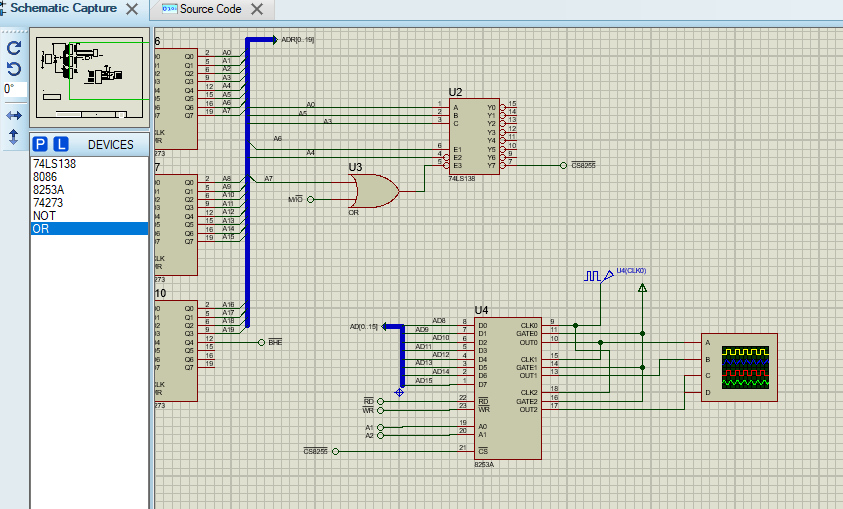 Schematic Capture
Source Code
0°
P L DEVICES
74LS138
8086
8253A
74273
NOT
OR
6
Q0 2 A0
Q1 5 A1
Q2 6 A2
Q3 9 A3
Q4 12 A4
Q5 15 A5
Q6 16 A6
Q7 19 A7
CLK
MR
273
7
Q0 2 A8
Q1 5 A9
Q2 6 A10
Q3 9 A11
Q4 12 A12
Q5 15 A13
Q6 16 A14
Q7 19 A15
LK
IR
273
10
Q0 2 A16
Q1 5 A17
Q2 6 A18
Q3 9 A19
Q4 12 BHE
Q5 15
Q6 16
Q7 19
CLK
MR
273
ADR[0..19]
A0
A5
A3
A6
A4
A7
M/IO
U3
OR
U2
1 A Y0 15
2 B Y1 14
3 C Y2 13
Y3 12
Y4 11
6 E1 Y5 10
4 E2 Y6 9
5 E3 Y7 7
74LS138
CS8255
U4(CLK0)
AD[0..15]
U4
AD8 8 D0 CLK0 9
AD9 7 D1 GATE0 11
AD10 6 D2 OUT0 10
AD11 5 D3
AD12 4 D4 CLK1 15
AD13 3 D5 GATE1 14
AD14 2 D6 OUT1 13
AD15 1 D7
CLK2 18
RD 22 RD GATE2 16
WR 23 WR OUT2 17
A1 19 A0
A2 20 A1
CS8255 21 CS
8253A
A
B
C
D